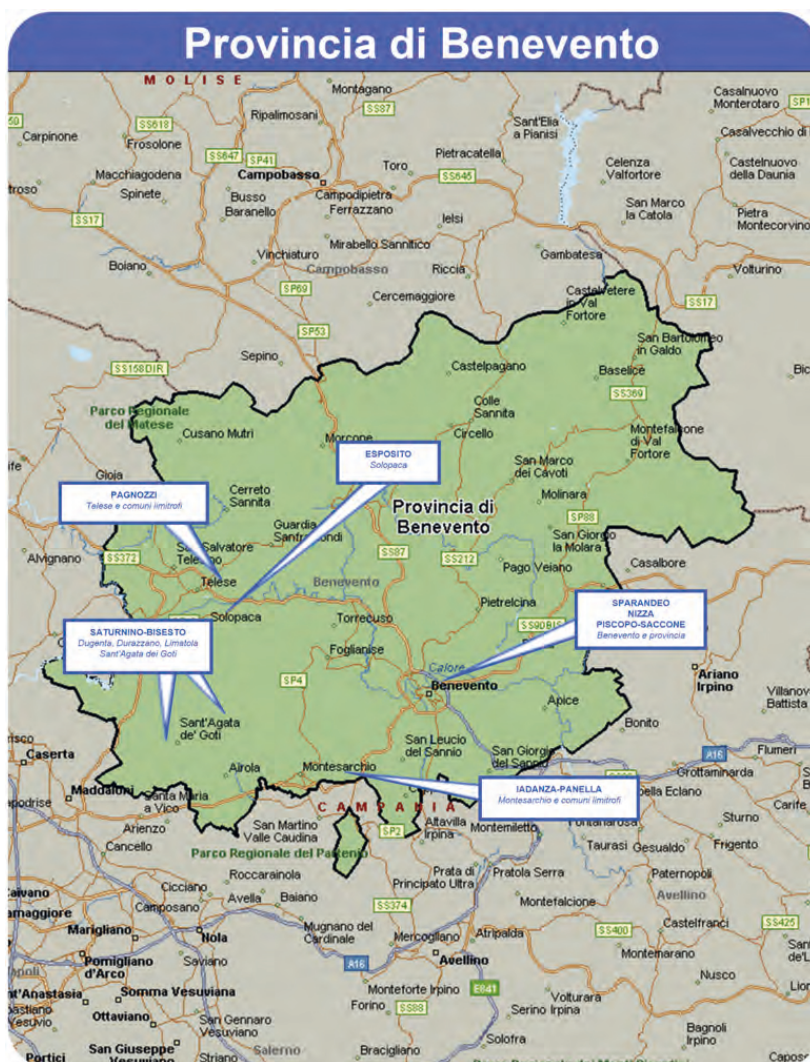 Provincia di Benevento
MOLISE
Montagano
SS87
Casalnuovo
Monterotaro
Carpinone
SS618
Frosolone
Ripalimosani
Sant'Elia
a Pianisi
Casalvecchio di
SS647
SP41
Pietracatella
Macchiagodena
Campobasso
Toro
SS645
Celenza
Valfortore
Castelnuovo
della Daunia
Spinete
Busso
Baranello
Campodipietra
Ferrazzano
Ielsi
San Marco
la Catola
Pietra
Montecorvino
SS17
Mirabello Sannitico
Vinchiaturo
Gambatesa
Boiano
Campobasso
Riccia
Volturino
SP69
Cercemaggiore
Castelvetere
in Val
Fortore
SS17
SP53
San Bartolomeo
in Galdo
Sepino
SS158DIR
Castelpagano
Baselice
Parco Regionale
del Matese
Colle
Sannita
SS369
Cusano Mutri
Morcone
Circello
Montefalcone
di Val
Fortore
ESPOSITO
Solopaca
Gioia
San Marco
dei Cavoti
PAGNOZZI
Telese e comuni limitrofi
Cerreto
Sannita
Provincia di
Benevento
Molinara
Guardia
SP88
San Giorgio
la Molara
Alvignano
SS372
SS87
SS212
Casalbore
Telese
Benevento
Pago Veiano
Solopaca
Pietrelcina
SPARANDEO
NIZZA
PISCOPO-SACCONE
Benevento e provincia
SATURNINO-BISESTO
Dugenta, Durazzano, Limatola
Sant'Agata dei Goti
Torrecuso
SS90BIS
Foglianise
Calore
SP4
Benevento
Ariano
Irpino
Apice
Villanova
Battista
Sant'Agata
de' Goti
Bonito
San Leucio
del Sannio
Caserta
San Giorgio
del Sannio
A16
Flumeri
Airola
Montesarchio
Grottaminarda
Maddaloni
Santa Maria
a Vico
IADANZA-PANELLA
Montesarchio e comuni limitrofi
CAMPANIA
Carife
Arienzo
San Martino
Valle Caudina
SP2
Altavilla
Irpina
Montemiletto
Sturno
Cancello
Taurasi
Gesualdo
Frigento
Parco Regionale del Partenio
Roccarainola
Prata di
Principato Ultra
Pratola Serra
Paternopoli
Cicciano
Avella
Baiano
Montefalcione
Avellino
Camposano
SS374
Castelfranci
SS425
Marigliano
Nola
Mugnano del
Cardinale
Mercogliano
Atripalda
SS400
Montemarano
Pomigliano
d'Arco
Saviano
A16
Avellino
Nusco
Somma Vesuviana
Monteforte Irpino
E841
Volturara
Forino
SS88
Serino Irpino
Ottaviano
San Gennaro
Vesuviano
Bagnoli
Irpino
San Giuseppe
Vesuviano
Solofra
Portici
Striano
Salerno
Bracigliano